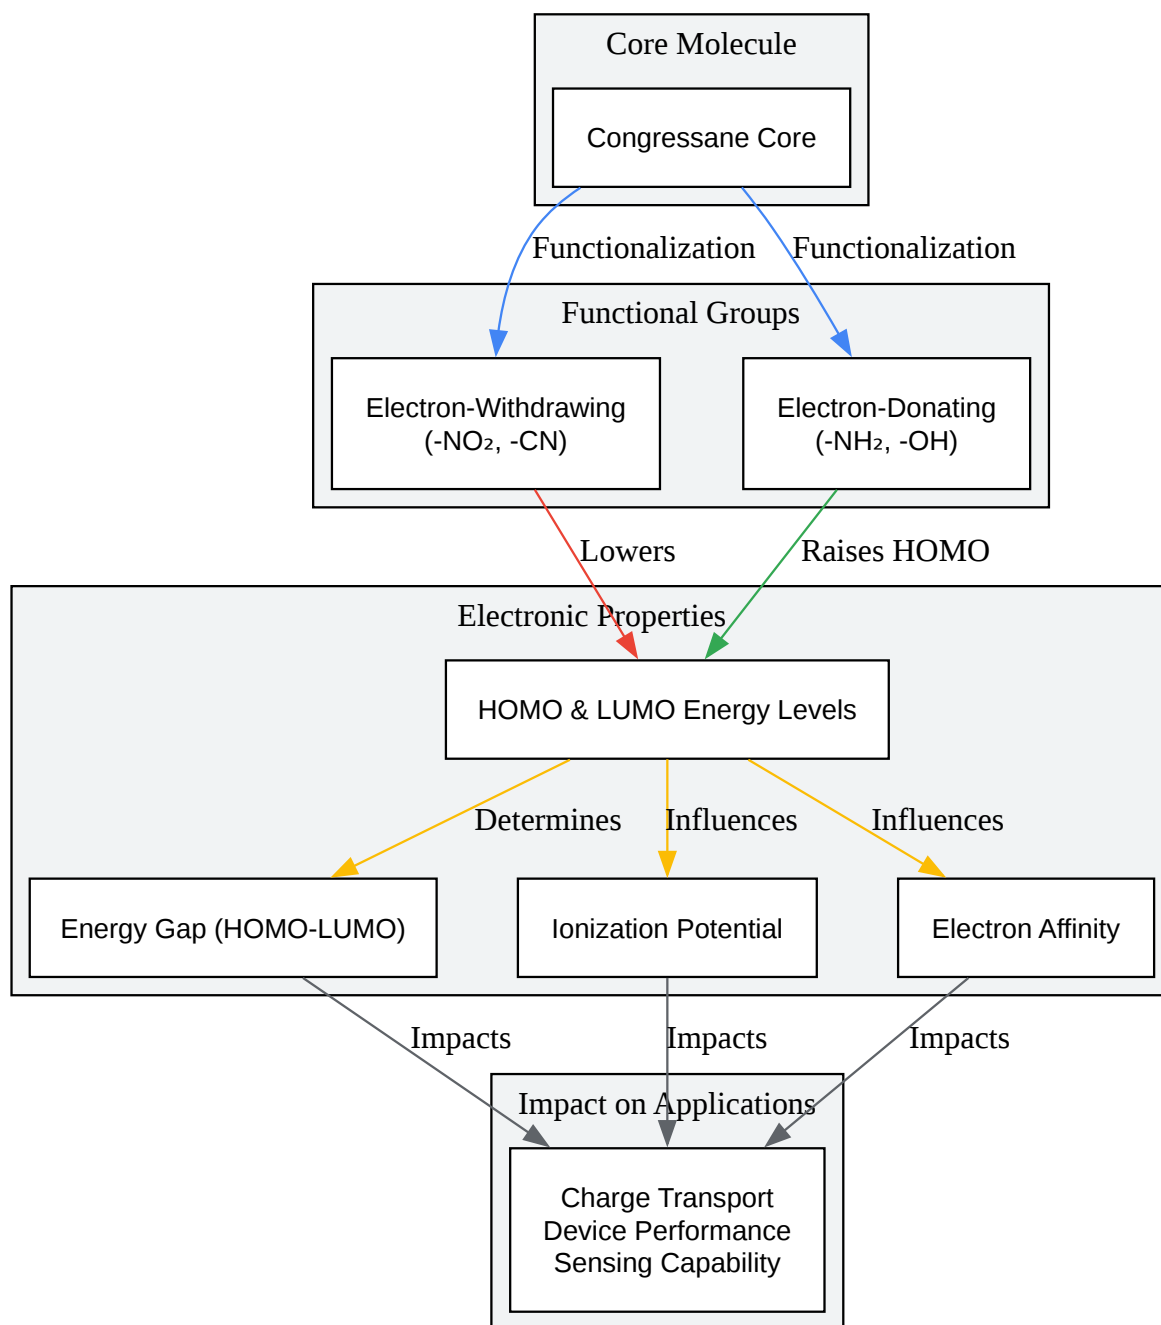 Core Molecule
Congressane Core
Functionalization
Functionalization
Functional Groups
Electron-Withdrawing
(-NO₂, -CN)
Electron-Donating
(-NH₂, -OH)
Lowers
Raises HOMO
Electronic Properties
HOMO & LUMO Energy Levels
Determines
Influences
Influences
Energy Gap (HOMO-LUMO)
Ionization Potential
Electron Affinity
Impacts
Impacts
Impacts
Impact on Applications
Charge Transport
Device Performance
Sensing Capability